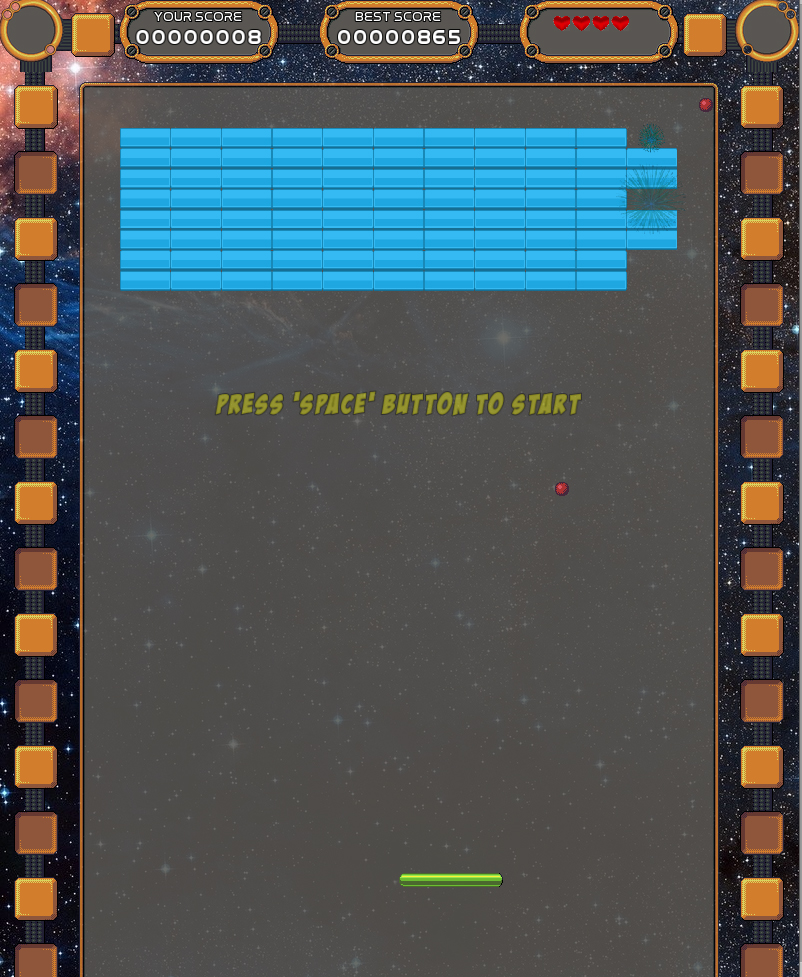 YOUR SCORE
00000008
BEST SCORE
00000865
PRESS 'SPACE' BUTTON TO START